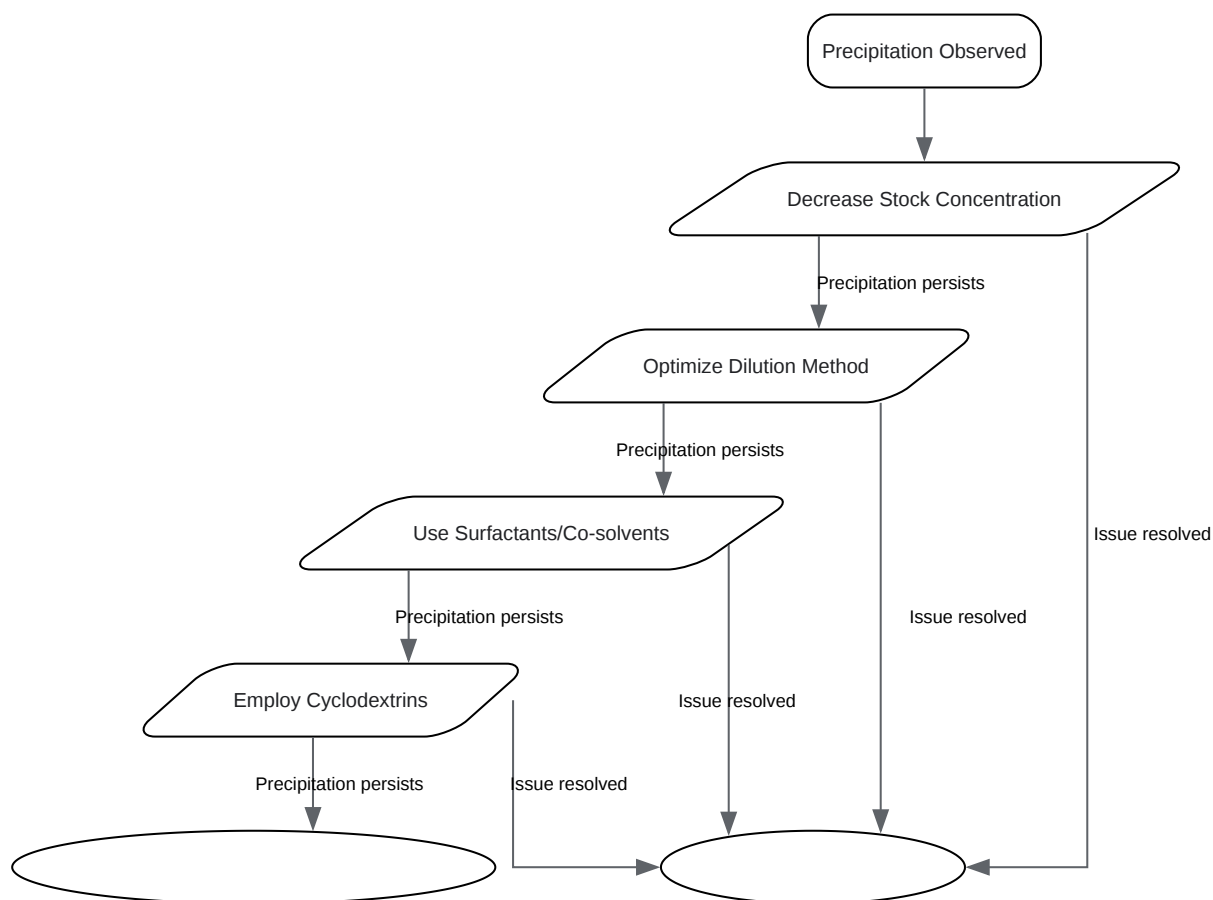 Precipitation Observed
Decrease Stock Concentration
Precipitation persists
Optimize Dilution Method
Precipitation persists
Use Surfactants/Co-solvents
Issue resolved
Precipitation persists
Issue resolved
Employ Cyclodextrins
Issue resolved
Precipitation persists
Issue resolved